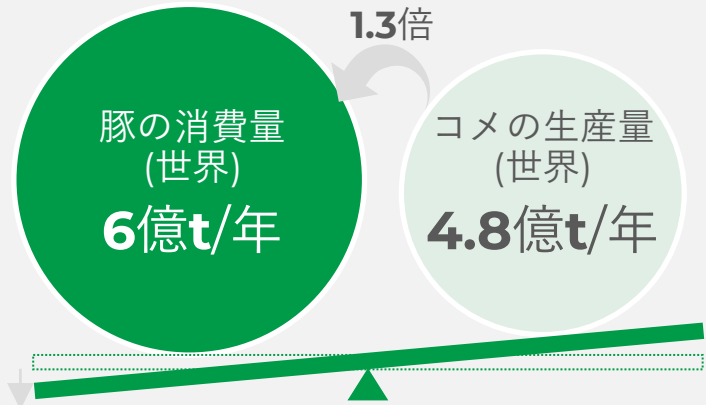 1.3倍
豚の消費量
(世界)
6億t/年
コメの生産量
(世界)
4.8億t/年